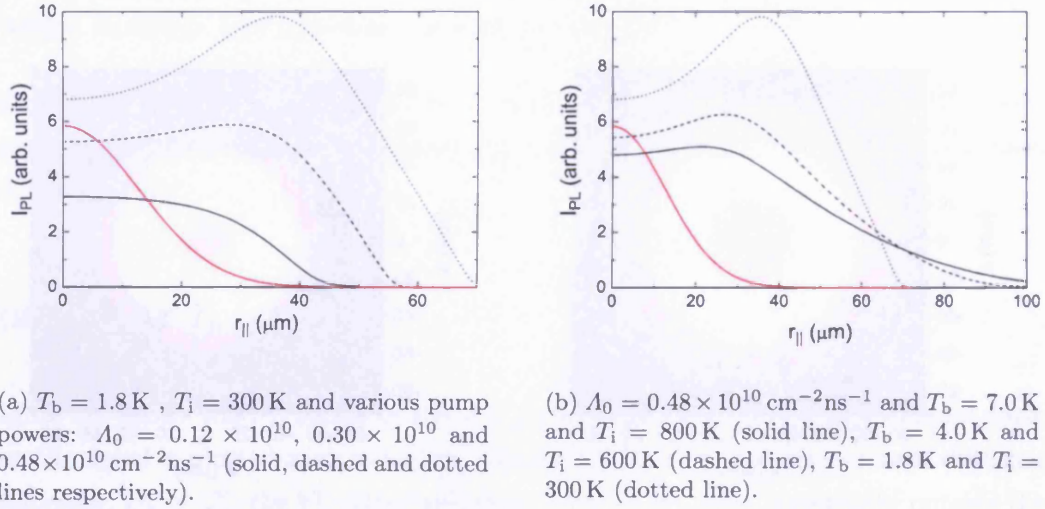 10
8
6
4
2
0
I_PL (arb. units)
0 20 40 60
r_|| (µm)
10
8
6
4
2
0
I_PL (arb. units)
0 20 40 60 80 100
r_|| (µm)
(a) T_b = 1.8 K , T_i = 300 K and various pump
powers: Λ_0 = 0.12 × 10^10, 0.30 × 10^10 and
0.48×10^10 cm^−2ns^−1 (solid, dashed and dotted
lines respectively).
(b) Λ_0 = 0.48×10^10 cm^−2ns^−1 and T_b = 7.0 K
and T_i = 800 K (solid line), T_b = 4.0 K and
T_i = 600 K (dashed line), T_b = 1.8 K and T_i =
300 K (dotted line).